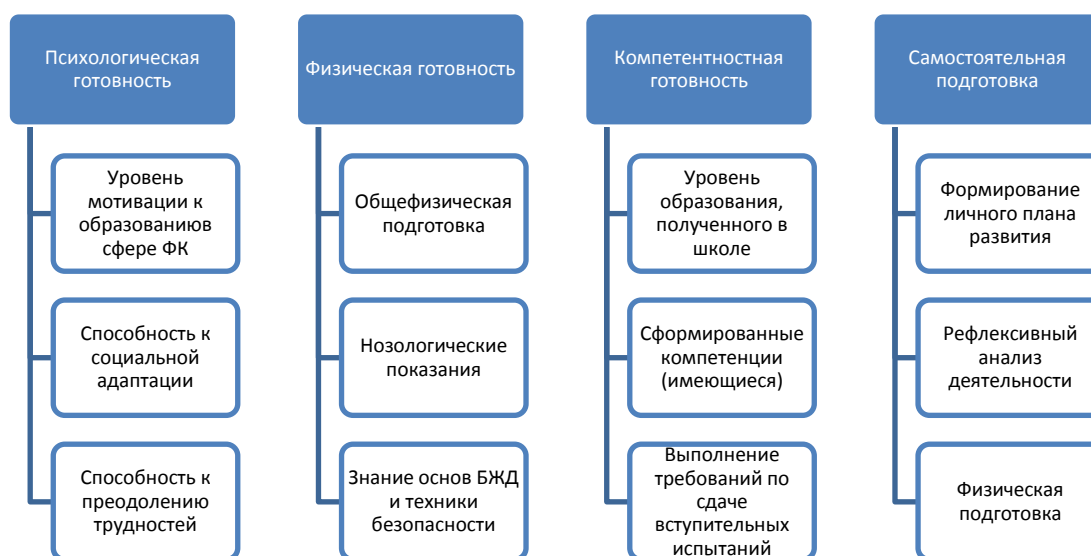 Психологическая
готовность
Уровень
мотивации к
образованиюв
сфере ФК
Способность к
социальной
адаптации
Способность к
преодолению
трудностей
Физическая готовность
Общефизическая
подготовка
Нозологические
показания
Знание основ БЖД
и техники
безопасности
Компетентностная
готовность
Уровень
образования,
полученного в
школе
Сформированные
компетенции
(имеющиеся)
Выполнение
требований по
сдаче
вступительных
испытаний
Самостоятельная
подготовка
Формирование
личного плана
развития
Рефлексивный
анализ
деятельности
Физическая
подготовка